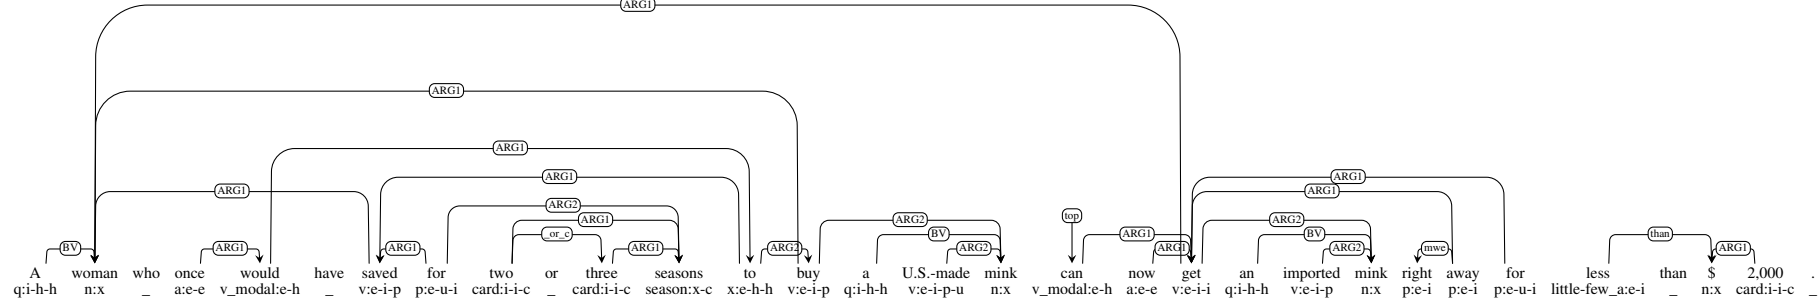 ARG1
ARG1
ARG1
ARG1 ARG1
ARG1 ARG1
ARG2
ARG1 ARG2 top ARG2
_or_c BV ARG1 BV than
BV ARG1 ARG1 ARG1 ARG2 ARG2 ARG1 ARG2 mwe ARG1
A woman who once would have saved for two or three seasons to buy a U.S.-made mink can now get an imported mink right away for less than $ 2,000 .
q:i-h-h n:x _ a:e-e v_modal:e-h _ v:e-i-p p:e-u-i card:i-i-c _ card:i-i-c season:x-c x:e-h-h v:e-i-p q:i-h-h v:e-i-p-u n:x v_modal:e-h a:e-e v:e-i-i q:i-h-h v:e-i-p n:x p:e-i p:e-i p:e-u-i little-few_a:e-i _ n:x card:i-i-c _